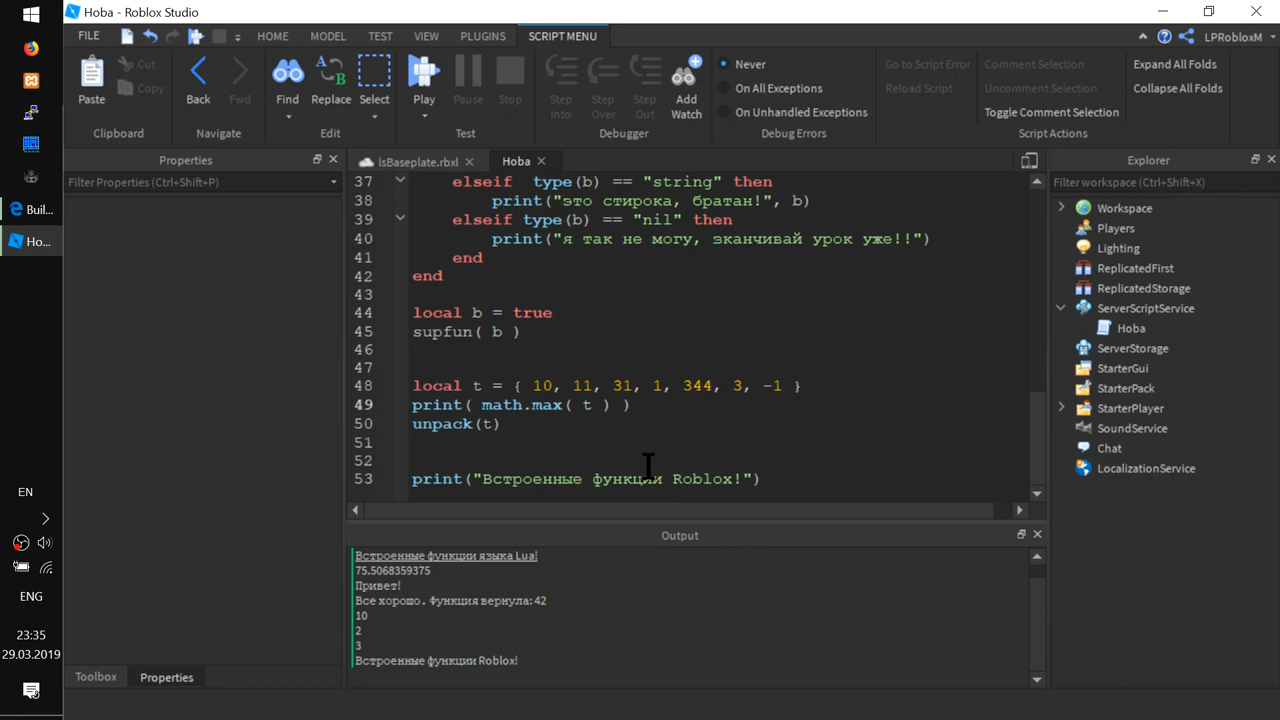 Hoba - Roblox Studio
FILE HOME MODEL TEST VIEW PLUGINS SCRIPT MENU LPRobloxM
Paste
Cut
Copy
Clipboard
Back
Fwd
Navigate
Find
Replace
Select
Edit
Play
Pause
Stop
Test
Step Into
Step Over
Step Out
Add Watch
Debugger
Never
On All Exceptions
On Unhandled Exceptions
Debug Errors
Go to Script Error
Reload Script
Comment Selection
Uncomment Selection
Toggle Comment Selection
Expand All Folds
Collapse All Folds
Script Actions
Buil...
Ho...
EN
ENG
23:35
29.03.2019
Properties
Filter Properties (Ctrl+Shift+P)
Toolbox
Properties
lsBaseplate.rbxl
Hoba
37 elseif  type(b) == "string" then
38 print("это стирока, братан!", b)
39 elseif type(b) == "nil" then
40 print("я так не могу, эканчивай урок уже!!")
41 end
42 end
43
44 local b = true
45 supfun( b )
46
47
48 local t = { 10, 11, 31, 1, 344, 3, -1 }
49 print( math.max( t ) )
50 unpack(t)
51
52
53 print("Встроенные функции Roblox!")
Output
Встроенные функции языка Lua!
75.5068359375
Привет!
Все хорошо. Функция вернула: 42
10
2
3
Встроенные функции Roblox!
Explorer
Filter workspace (Ctrl+Shift+X)
Workspace
Players
Lighting
ReplicatedFirst
ReplicatedStorage
ServerScriptService
Hoba
ServerStorage
StarterGui
StarterPack
StarterPlayer
SoundService
Chat
LocalizationService